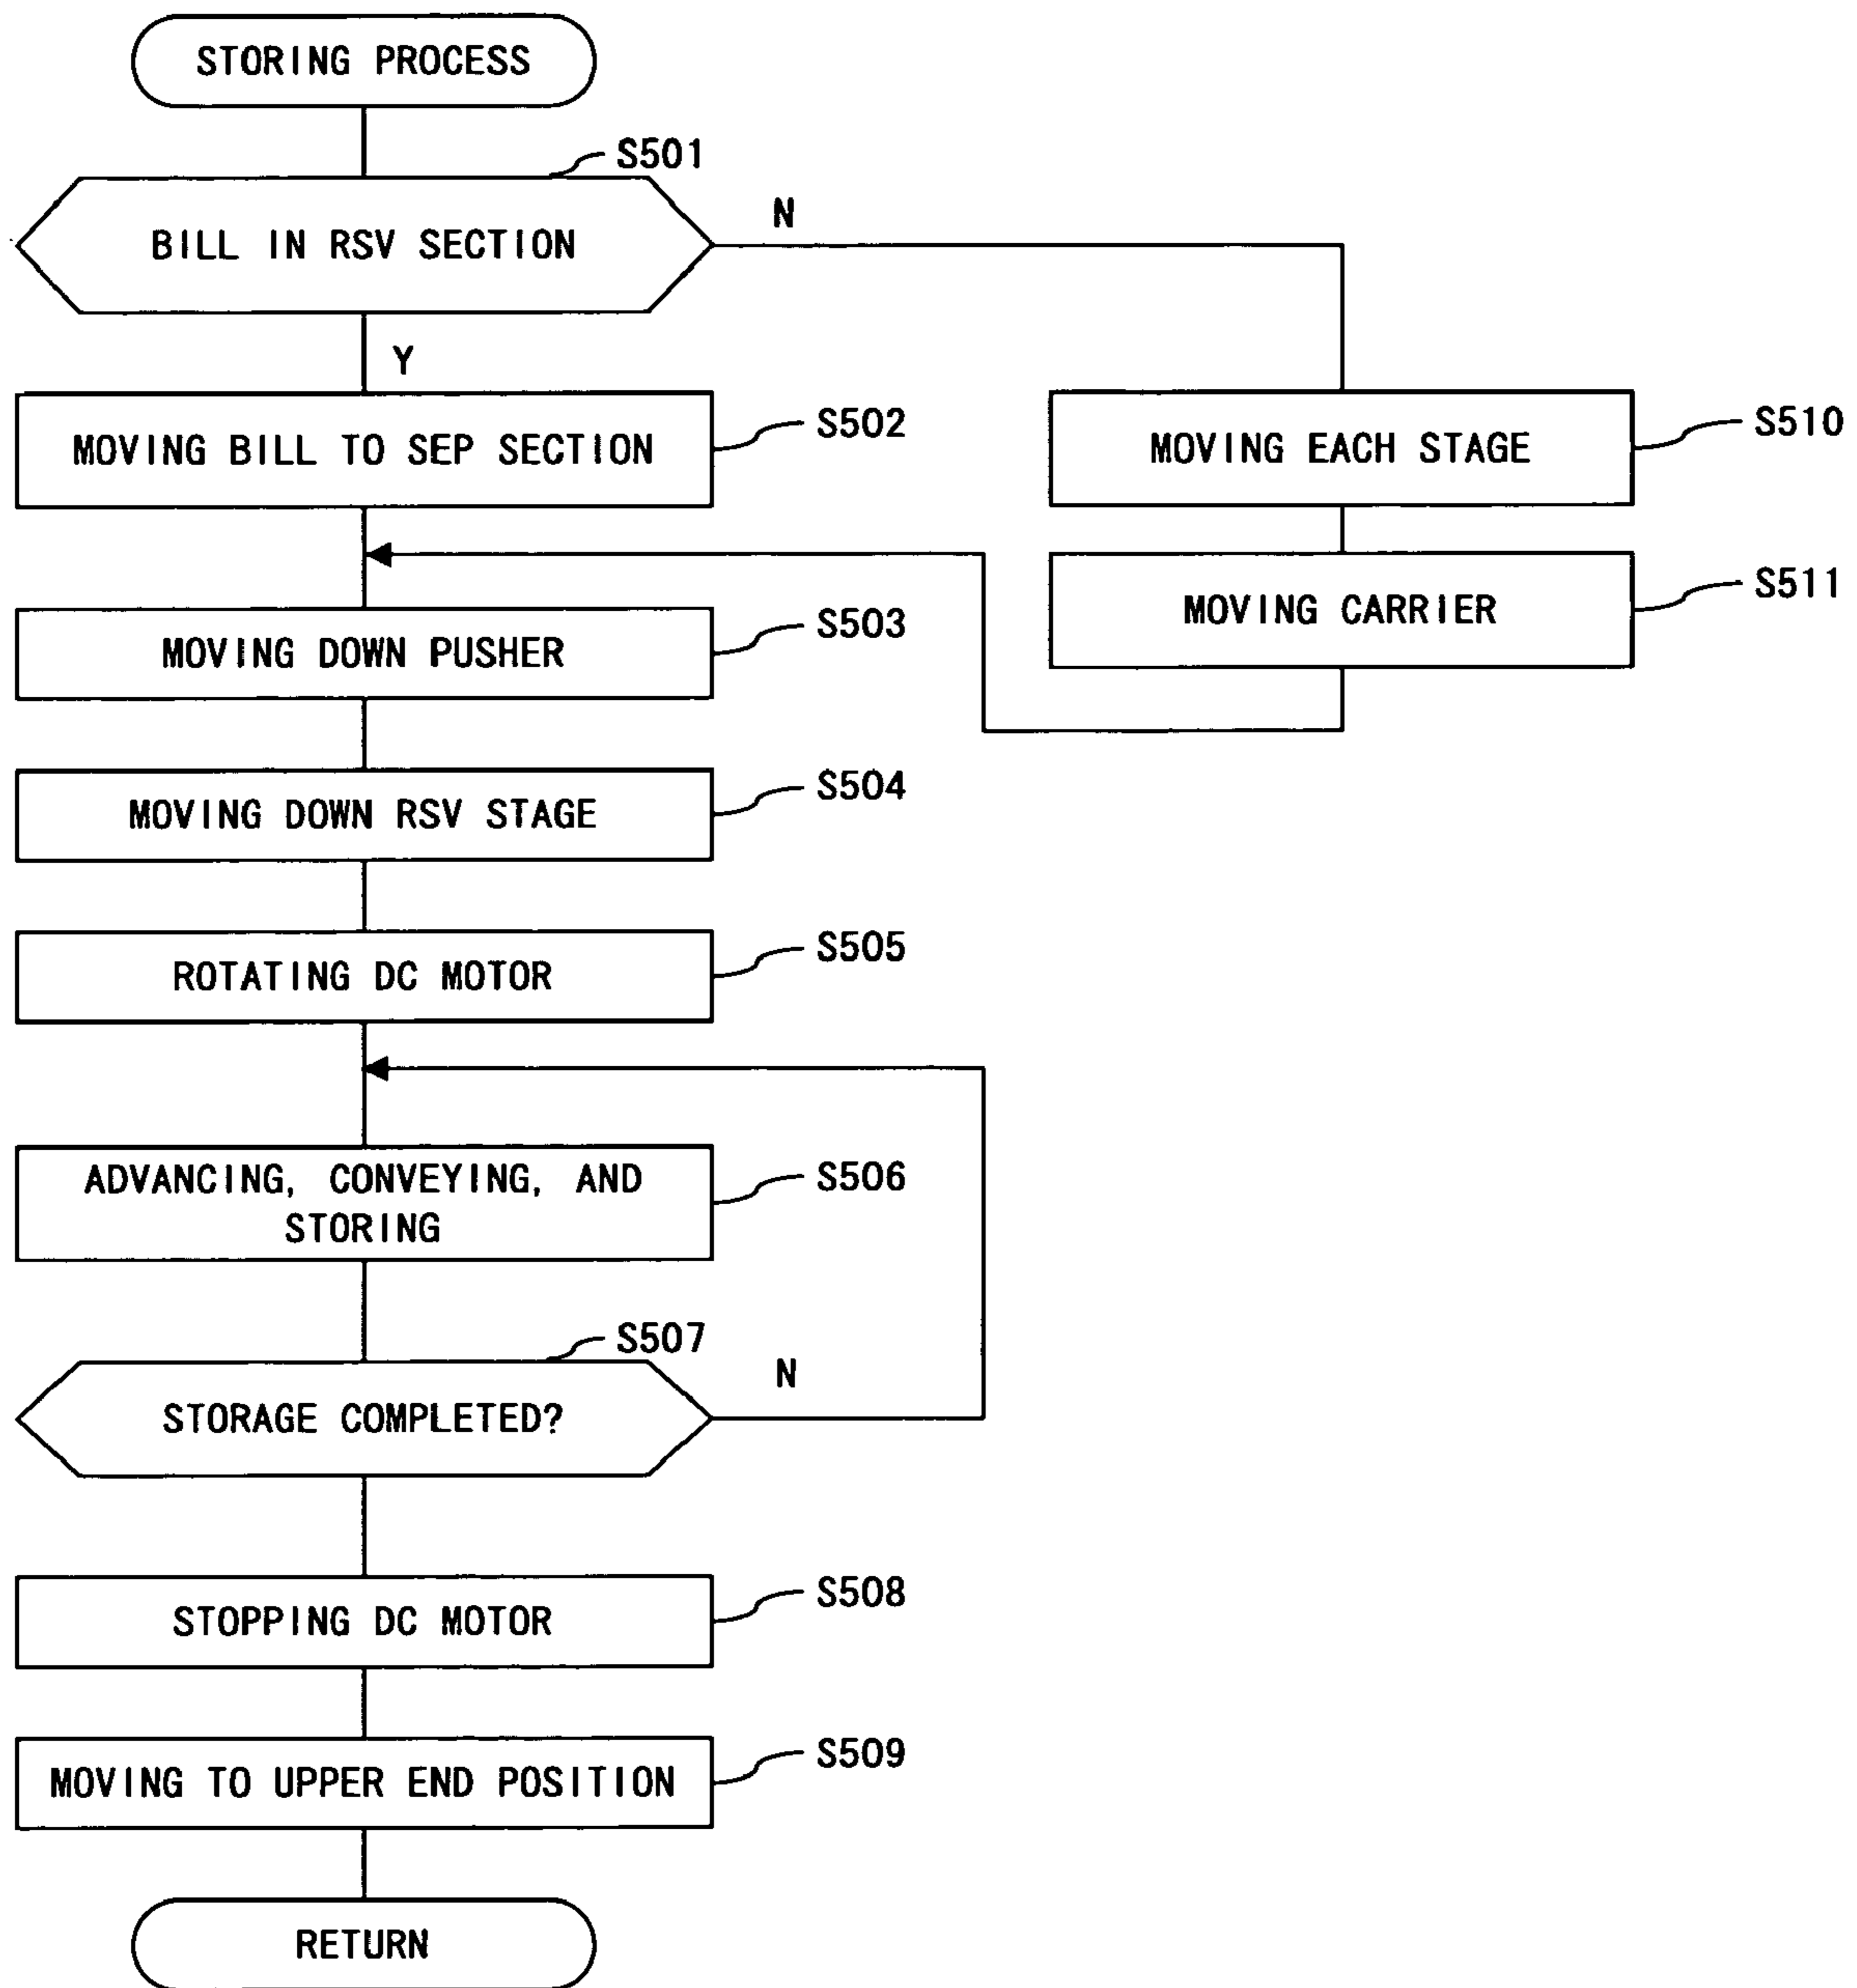 STORING PROCESS
S501
BILL IN RSV SECTION
N
Y
MOVING BILL TO SEP SECTION
S502
MOVING EACH STAGE
S510
MOVING CARRIER
S511
MOVING DOWN PUSHER
S503
MOVING DOWN RSV STAGE
S504
ROTATING DC MOTOR
S505
ADVANCING, CONVEYING, AND
STORING
S506
S507
STORAGE COMPLETED?
N
STOPPING DC MOTOR
S508
MOVING TO UPPER END POSITION
S509
RETURN